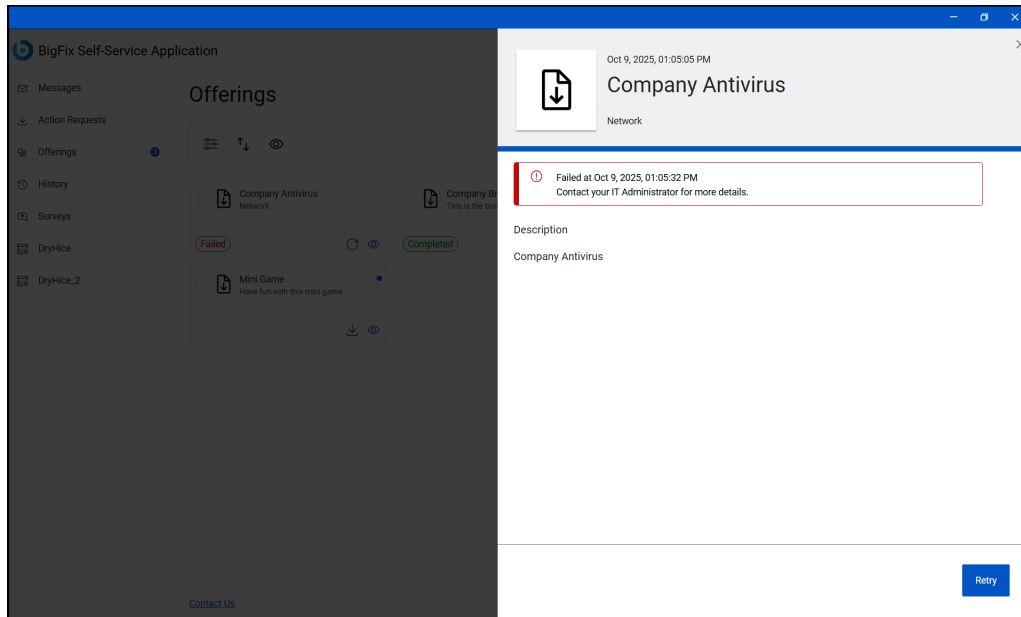 BigFix Self-Service Application
Messages
Action Requests
Offerings
History
Surveys
DryHice
DryHice_2
Offerings
Company Antivirus
Network
Failed
Company Br
This is the bro
Completed
Mini Game
Have fun with this mini game
Contact Us
Oct 9, 2025, 01:05:05 PM
Company Antivirus
Network
Failed at Oct 9, 2025, 01:05:32 PM
Contact your IT Administrator for more details.
Description
Company Antivirus
Retry